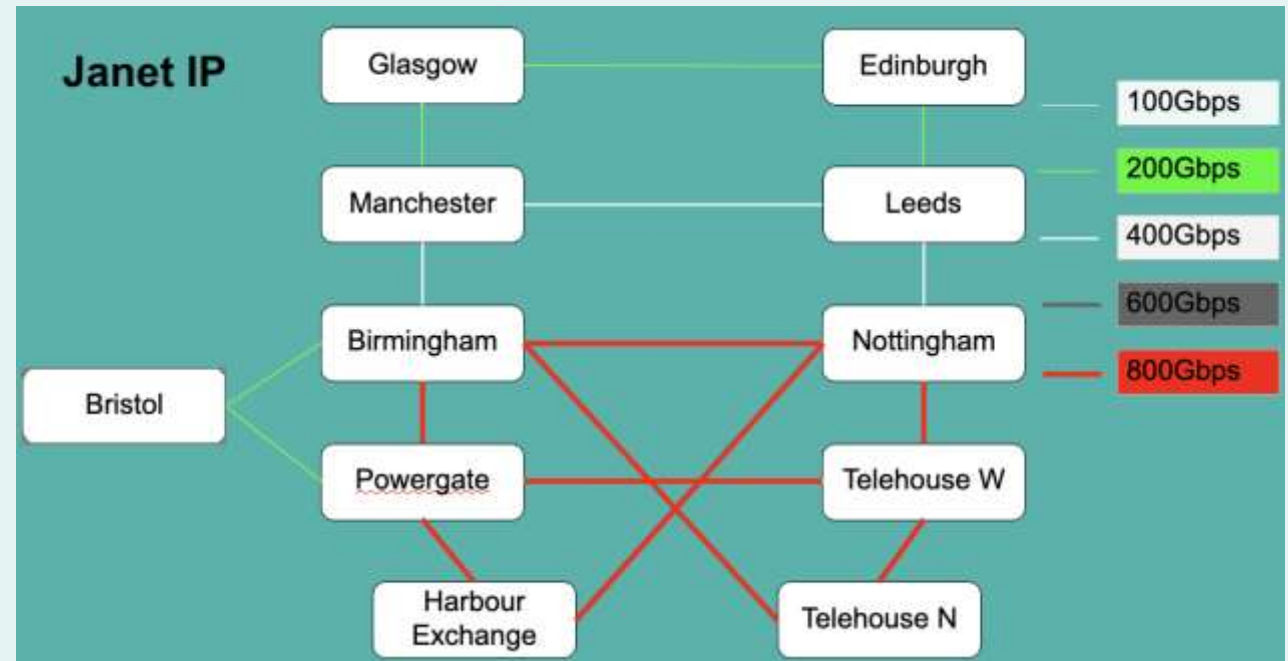 Janet IP
Glasgow
Edinburgh
100Gbps
200Gbps
Manchester
Leeds
400Gbps
600Gbps
Birmingham
Nottingham
800Gbps
Bristol
Powergate
Telehouse W
Harbour
Exchange
Telehouse N